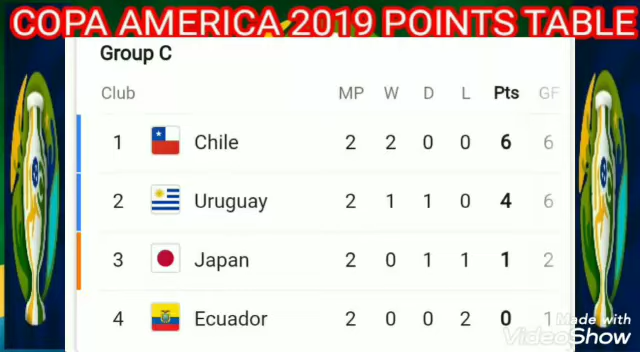 COPA AMERICA 2019 POINTS TABLE
Group C
Club MP W D L Pts GF
1 Chile 2 2 0 0 6 6
2 Uruguay 2 1 1 0 4 6
3 Japan 2 0 1 1 1 2
4 Ecuador 2 0 0 2 0 1
Made with
VideoShow